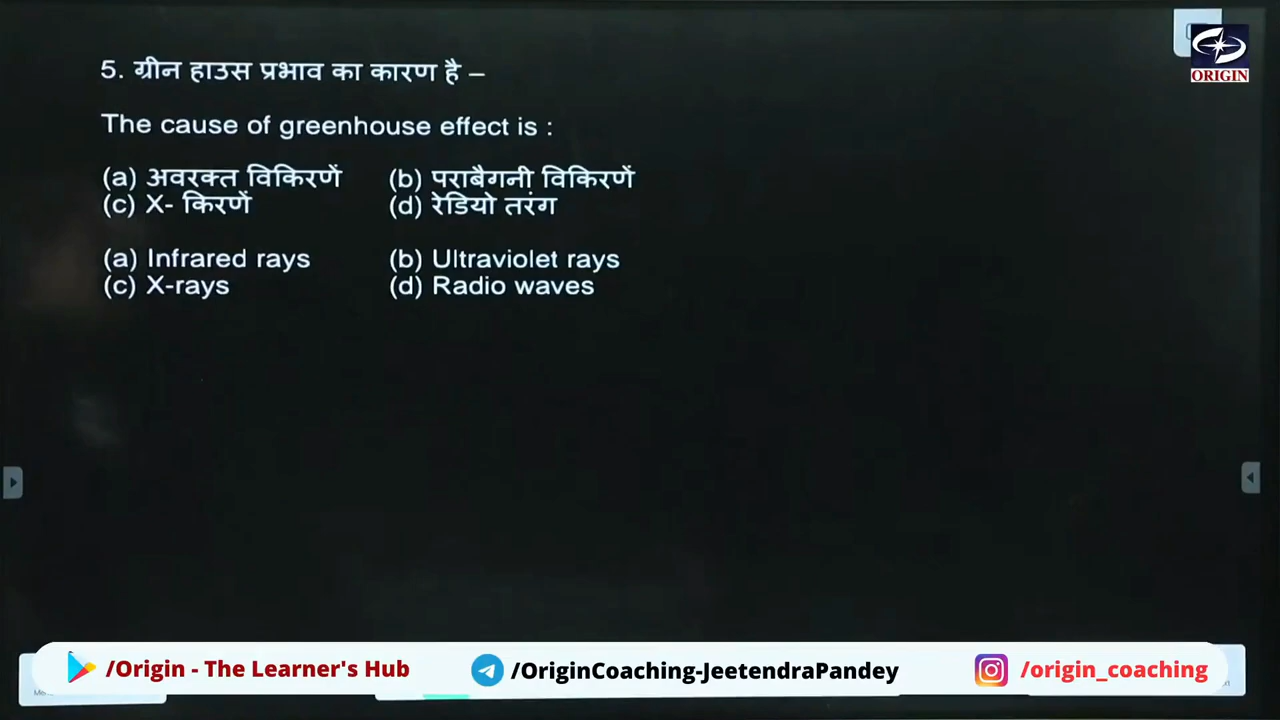 ORIGIN
5. ग्रीन हाउस प्रभाव का कारण है –
The cause of greenhouse effect is :
(a) अवरक्त विकिरणें (b) पराबैगनी विकिरणें
(c) X- किरणें (d) रेडियो तरंग
(a) Infrared rays (b) Ultraviolet rays
(c) X-rays (d) Radio waves
/Origin - The Learner's Hub /OriginCoaching-JeetendraPandey /origin_coaching